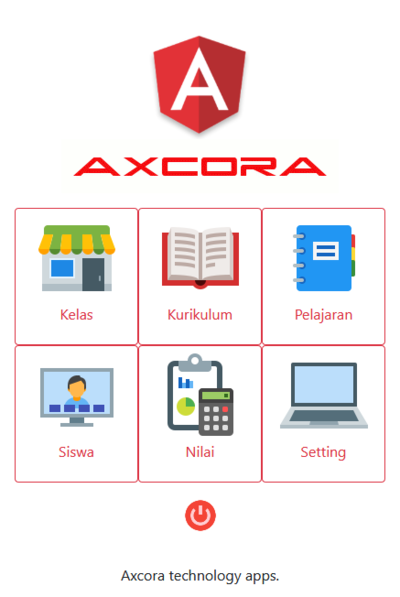 A
AXCORA
Kelas
Kurikulum
Pelajaran
Siswa
Nilai
Setting
Axcora technology apps.